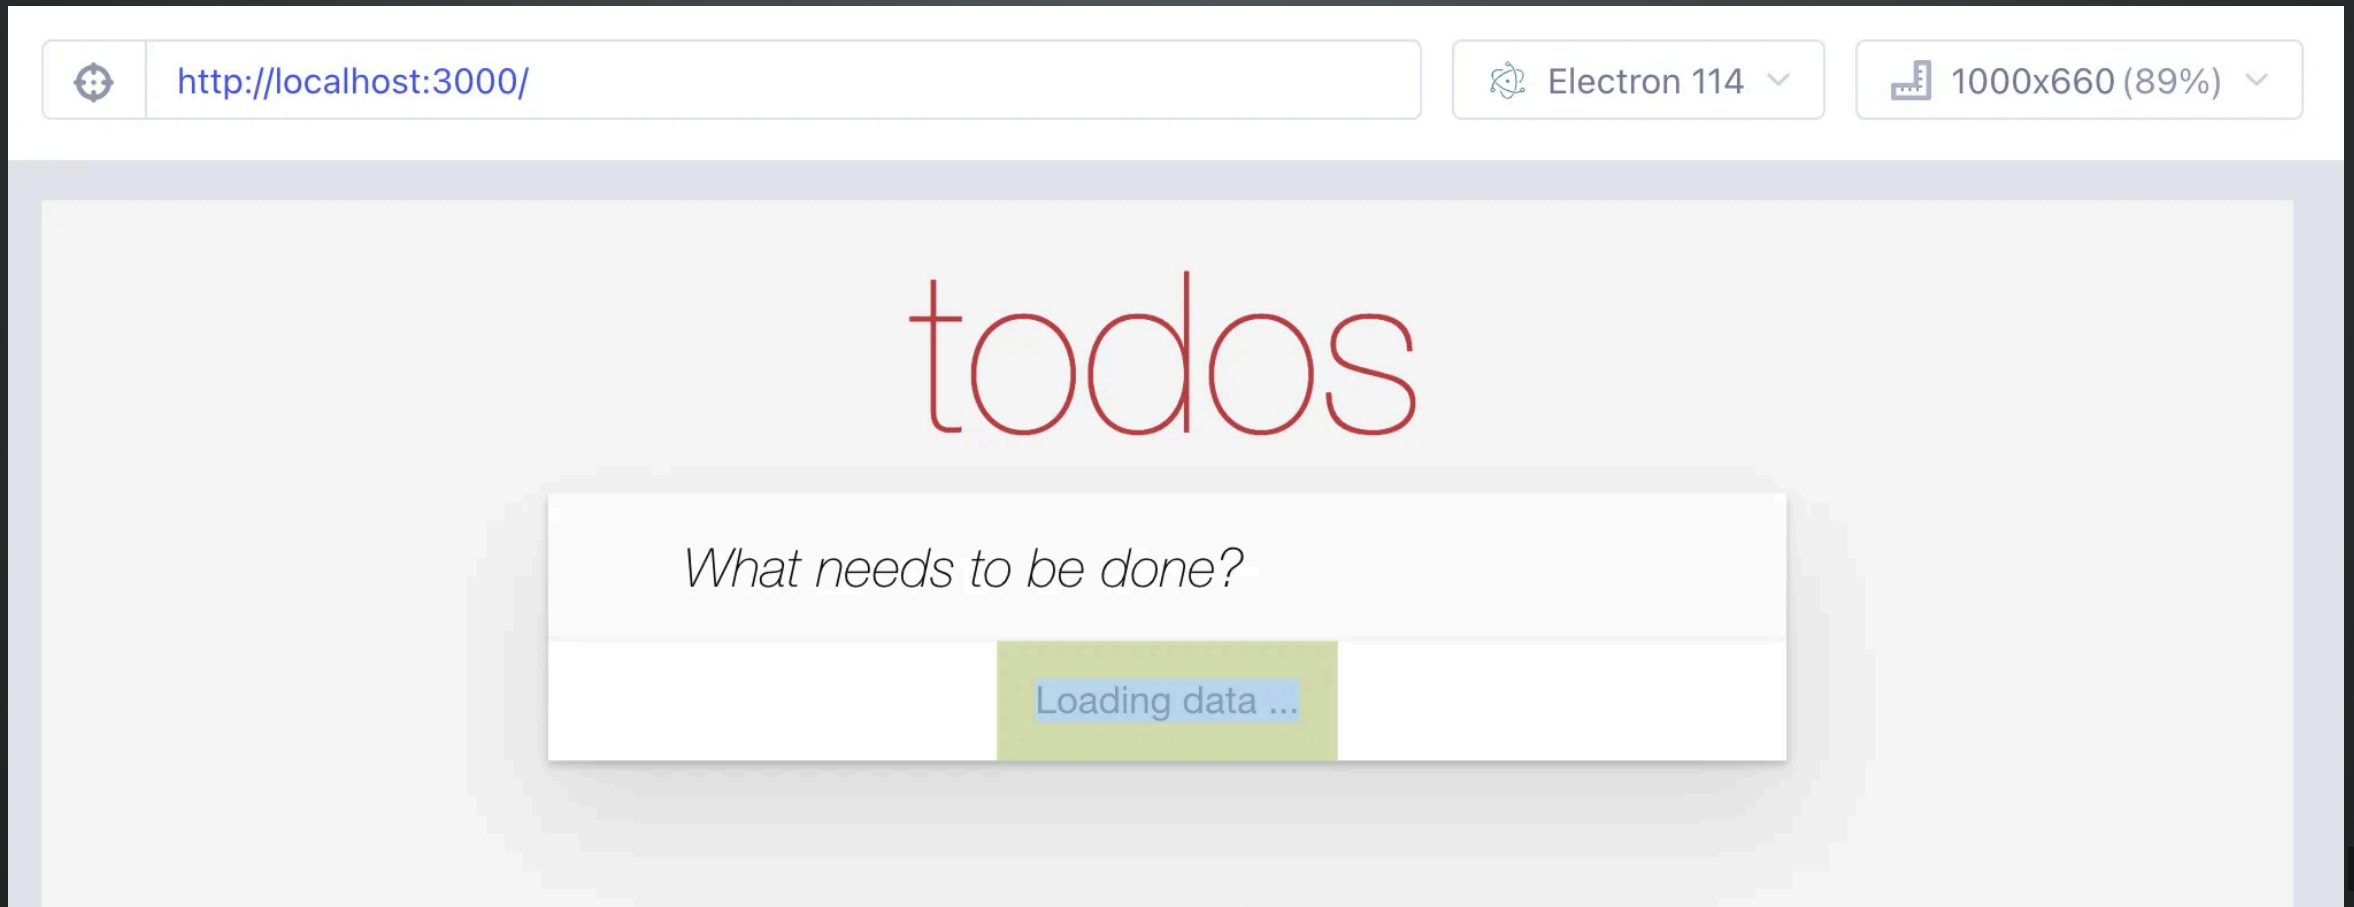 http://localhost:3000/
Electron 114
1000x660 (89%)
todos
What needs to be done?
Loading data ...